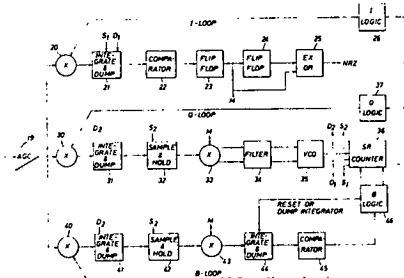 I-LOOP
I
LOGIC
26
20
X
S1 D1
INTE-
GRATE &
DUMP
21
COMPA-
RATOR
22
FLIP
FLOP
23
FLIP
FLOP
24
EX
OR
25
NRZ
M
Q-LOOP
Q
LOGIC
37
19
AGC
30
X
D2
INTE-
GRATE &
DUMP
31
S2
SAMPLE
&
HOLD
32
M
X
33
FILTER
34
VCO
35
D2 S2
D1 S1
SR
COUNTER
36
B
LOGIC
46
RESET OR
DUMP INTEGRATOR
40
X
D2
INTE-
GRATE &
DUMP
41
S2
SAMPLE
&
HOLD
42
M
X
43
INTE-
GRATE &
DUMP
44
COMPA-
RATOR
45
B-LOOP